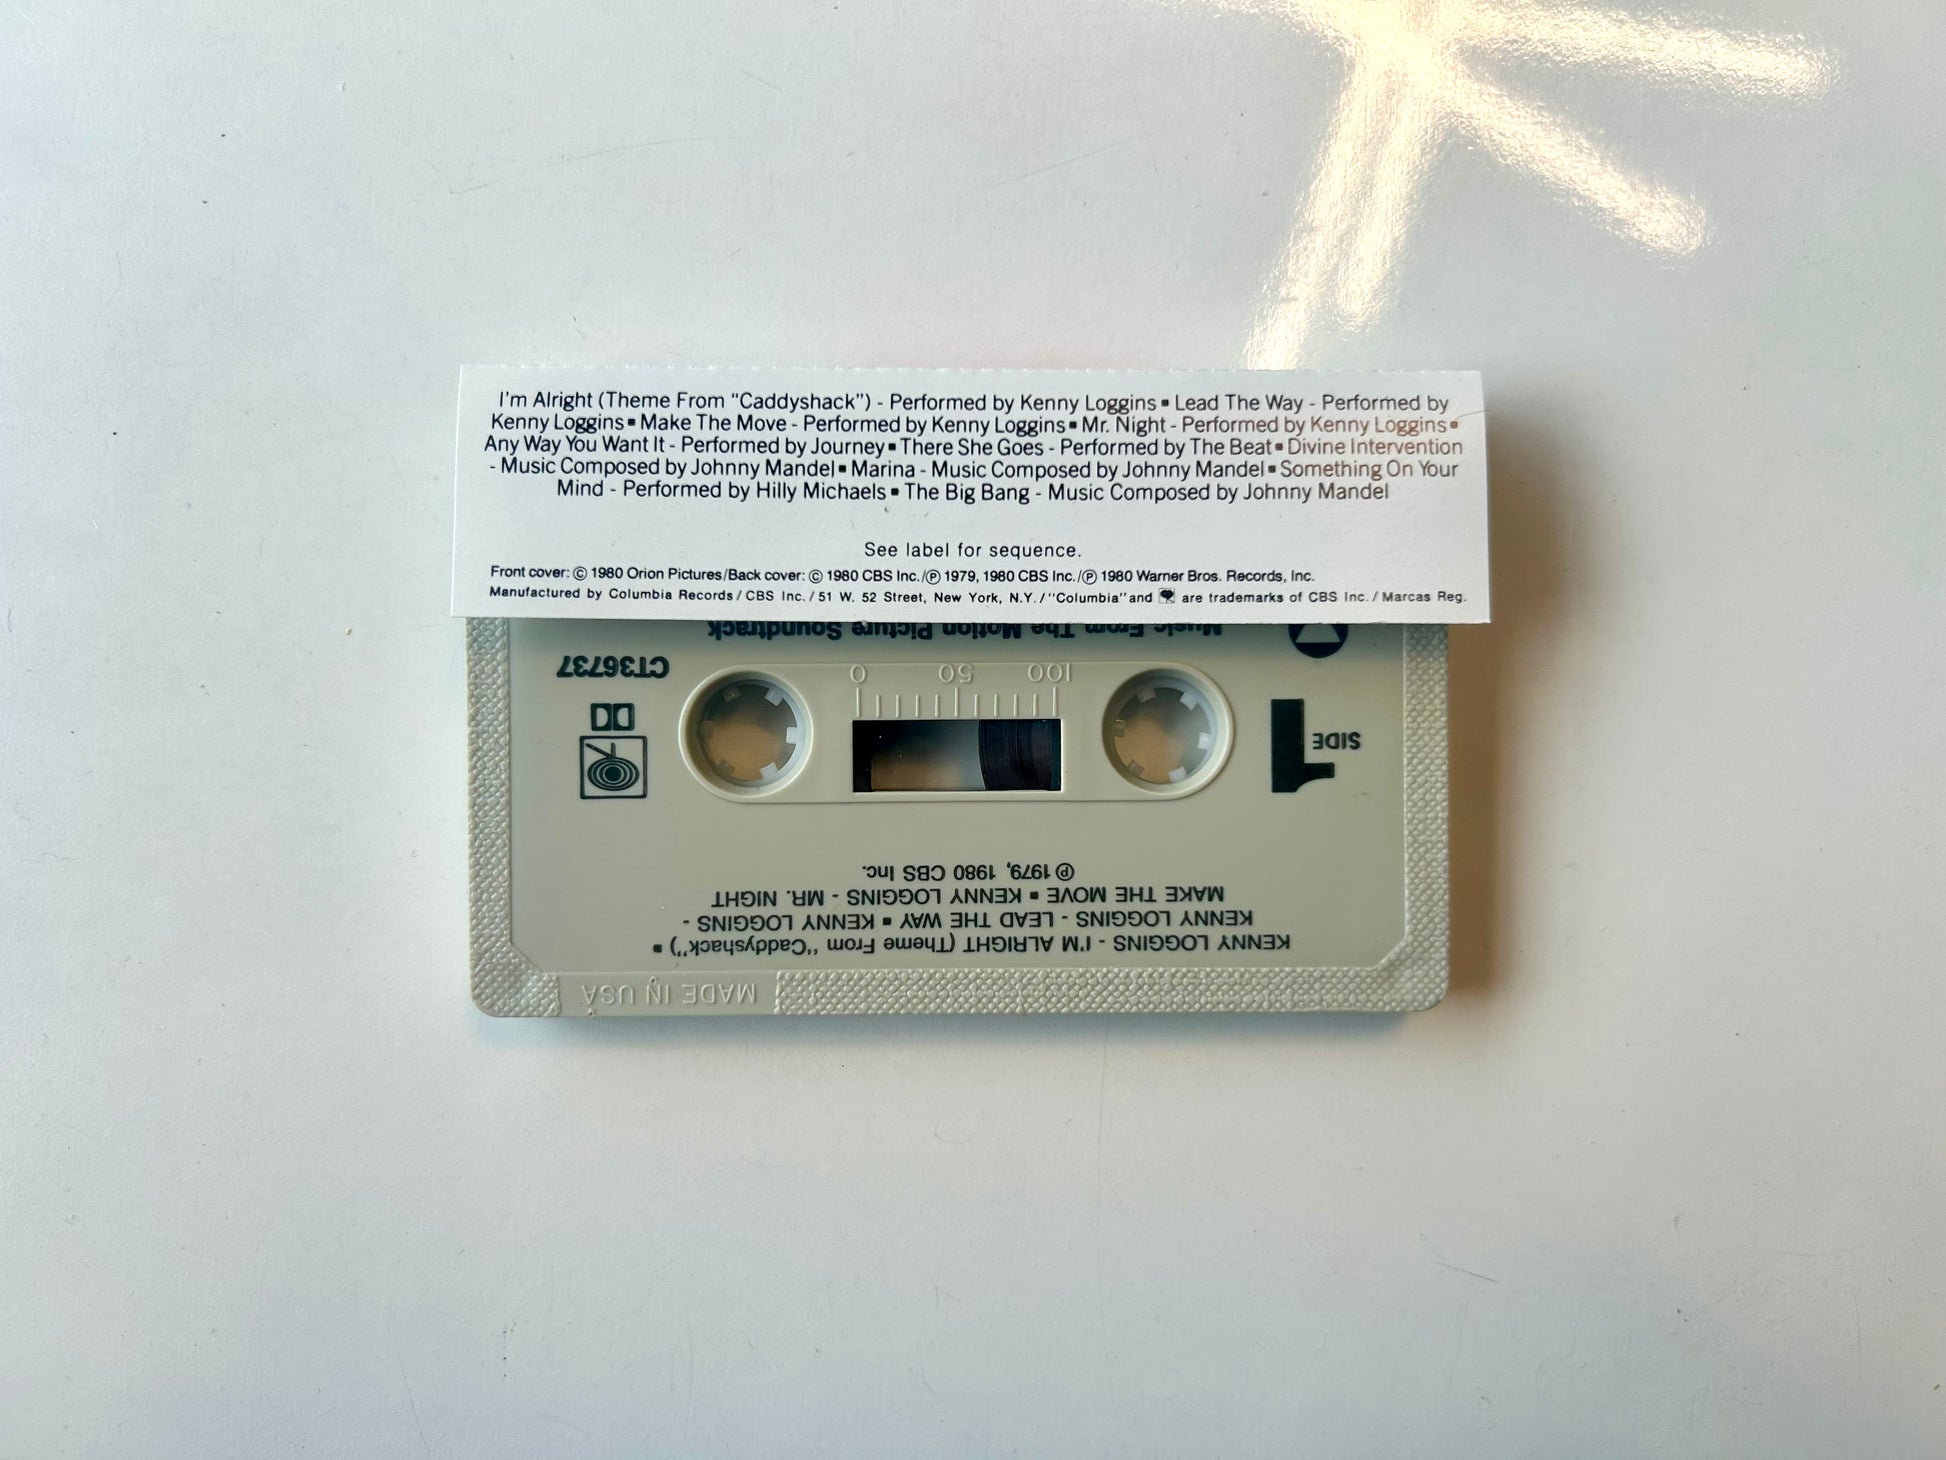 I'm Alright (Theme From “Caddyshack”) - Performed by Kenny Loggins ▪ Lead The Way - Performed by
Kenny Loggins ▪ Make The Move - Performed by Kenny Loggins ▪ Mr. Night - Performed by Kenny Loggins ▪
Any Way You Want It - Performed by Journey ▪ There She Goes - Performed by The Beat ▪ Divine Intervention
- Music Composed by Johnny Mandel ▪ Marina - Music Composed by Johnny Mandel ▪ Something On Your
Mind - Performed by Hilly Michaels ▪ The Big Bang - Music Composed by Johnny Mandel
See label for sequence.
Front cover: © 1980 Orion Pictures/Back cover: © 1980 CBS Inc./℗ 1979, 1980 CBS Inc./℗ 1980 Warner Bros. Records, Inc.
Manufactured by Columbia Records/CBS Inc./51 W. 52 Street, New York, N.Y./"Columbia" and are trademarks of CBS Inc./Marcas Reg.
Music From The Motion Picture Soundtrack
CT36737
0 50 100
SIDE 1
KENNY LOGGINS - I'M ALRIGHT (Theme From “Caddyshack”) ▪
KENNY LOGGINS - LEAD THE WAY ▪ KENNY LOGGINS -
MAKE THE MOVE ▪ KENNY LOGGINS - MR. NIGHT
℗ 1979, 1980 CBS Inc.
MADE IN USA